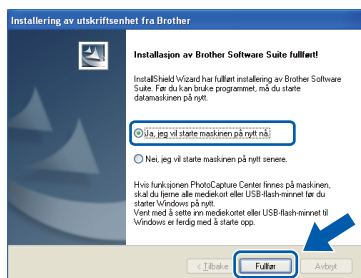 Installering av utskriftsenhet fra Brother
Installasjon av Brother Software Suite fullført!
InstallShield Wizard har fullført installering av Brother Software
Suite. Før du kan bruke programmet, må du starte
datamaskinen på nytt.
Ja, jeg vil starte maskinen på nytt nå.
Nei, jeg vil starte maskinen på nytt senere.
Hvis funksjonen PhotoCapture Center finnes på maskinen,
skal du fjerne alle mediekort eller USB-flash-minnet før du
starter Windows på nytt.
Vent med å sette inn mediekortet eller USB-flash-minnet til
Windows er ferdig med å starte opp.
< Tilbake
Fullfør
Avbryt